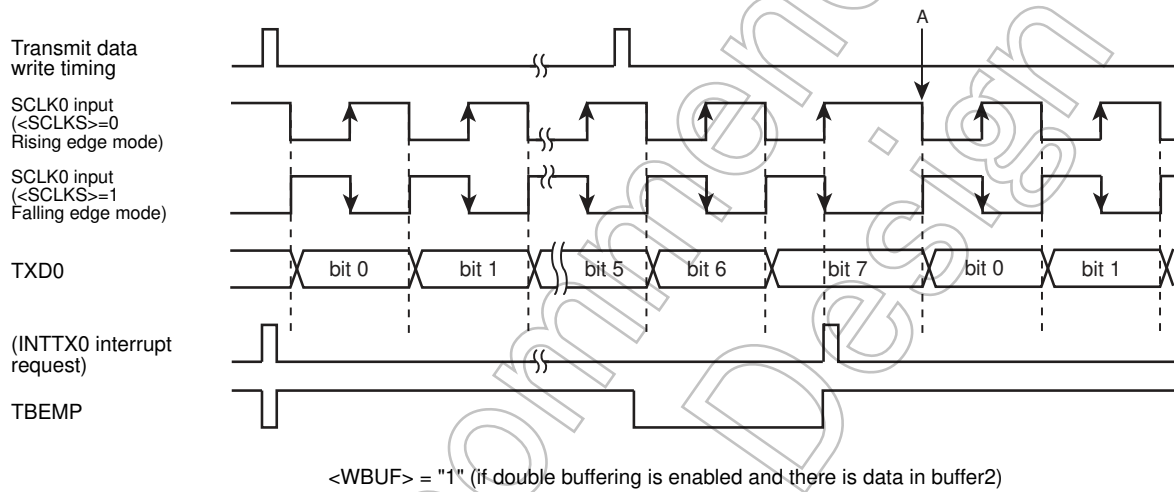 A
Transmit data
write timing
SCLK0 input
(<SCLKS>=0
Rising edge mode)
SCLK0 input
(<SCLKS>=1
Falling edge mode)
TXD0
bit 0
bit 1
bit 5
bit 6
bit 7
bit 0
bit 1
(INTTX0 interrupt
request)
TBEMP
<WBUF> = "1" (if double buffering is enabled and there is data in buffer2)
ommen
Design